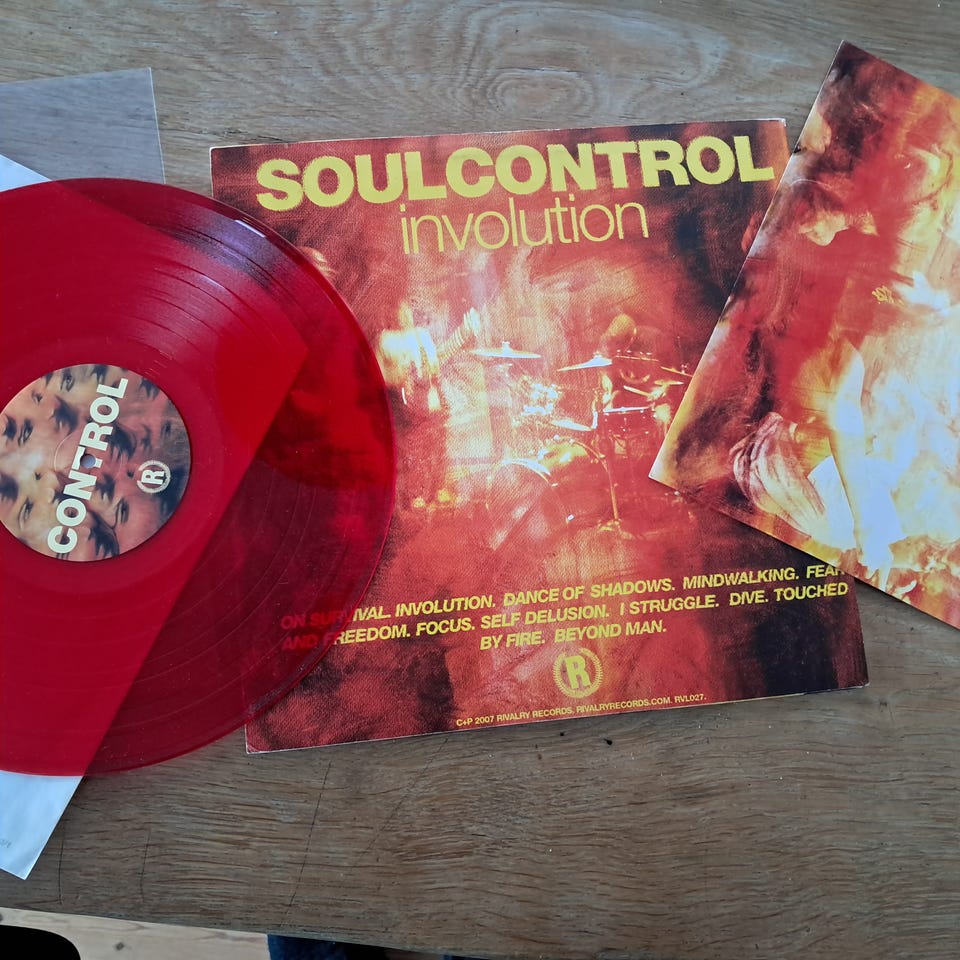 SOULCONTROL
involution
ON SURVIVAL. INVOLUTION. DANCE OF SHADOWS. MINDWALKING. FEAR.
AND FREEDOM. FOCUS. SELF DELUSION. I STRUGGLE. DIVE. TOUCHED
BY FIRE. BEYOND MAN.
R
C+P 2007 RIVALRY RECORDS. RIVALRYRECORDS.COM. RVL027.
CONTROL
R